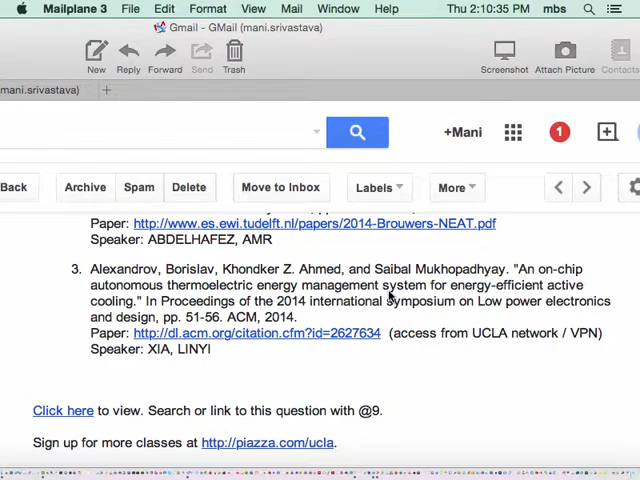 Mailplane 3 File Edit Format View Mail Window Help Thu 2:10:35 PM mbs
Gmail - GMail (mani.srivastava)
New Reply Forward Send Trash Screenshot Attach Picture Contacts
mani.srivastava) +
+Mani 1
Back Archive Spam Delete Move to Inbox Labels More
Paper: http://www.es.ewi.tudelft.nl/papers/2014-Brouwers-NEAT.pdf
Speaker: ABDELHAFEZ, AMR
3. Alexandrov, Borislav, Khondker Z. Ahmed, and Saibal Mukhopadhyay. "An on-chip
autonomous thermoelectric energy management system for energy-efficient active
cooling." In Proceedings of the 2014 international symposium on Low power electronics
and design, pp. 51-56. ACM, 2014.
Paper: http://dl.acm.org/citation.cfm?id=2627634 (access from UCLA network / VPN)
Speaker: XIA, LINYI
Click here to view. Search or link to this question with @9.
Sign up for more classes at http://piazza.com/ucla.